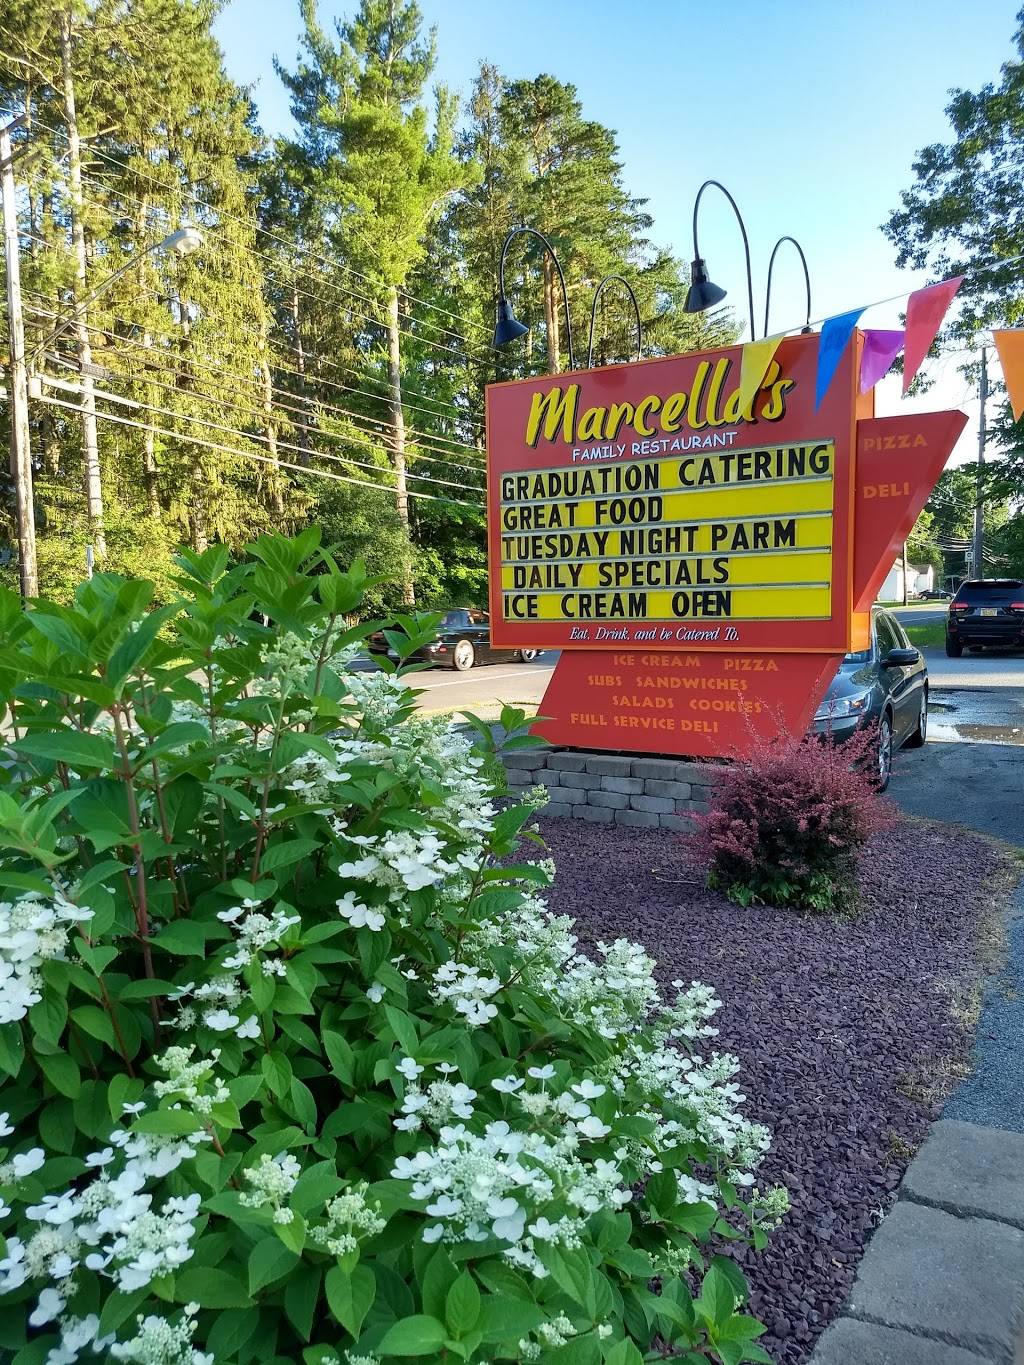 Marcella's
FAMILY RESTAURANT
GRADUATION CATERING
GREAT FOOD
TUESDAY NIGHT PARM
DAILY SPECIALS
ICE CREAM OPEN
Eat, Drink, and be Catered To.
PIZZA
DELI
ICE CREAM PIZZA
SUBS SANDWICHES
SALADS COOKIES
FULL SERVICE DELI